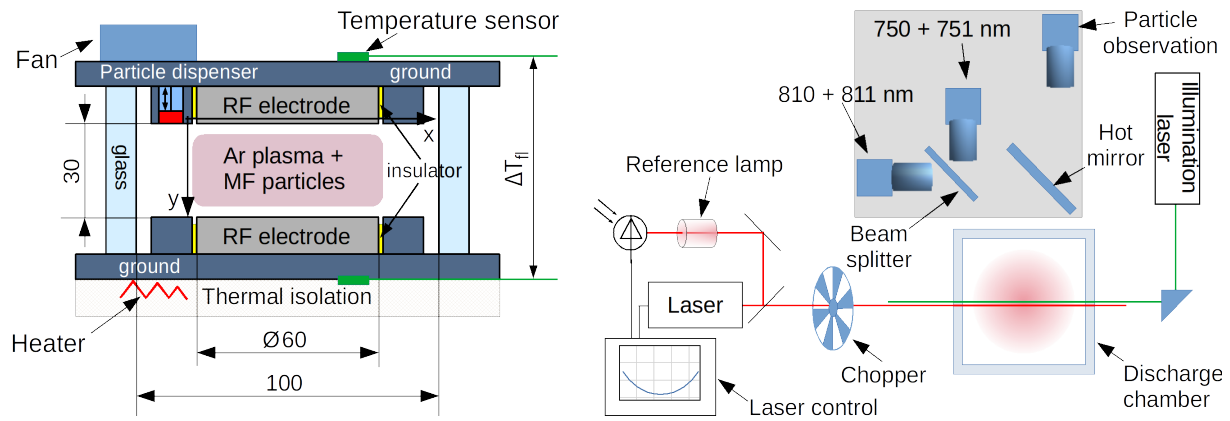 Temperature sensor
Fan
Particle dispenser
ground
RF electrode
x
glass
30
Ar plasma +
MF particles
insulator
ΔTfl
y
RF electrode
ground
Thermal isolation
Heater
Ø60
100
750 + 751 nm
Particle
observation
810 + 811 nm
Illumination
laser
Hot
mirror
Reference lamp
Beam
splitter
Laser
Chopper
Laser control
Discharge
chamber